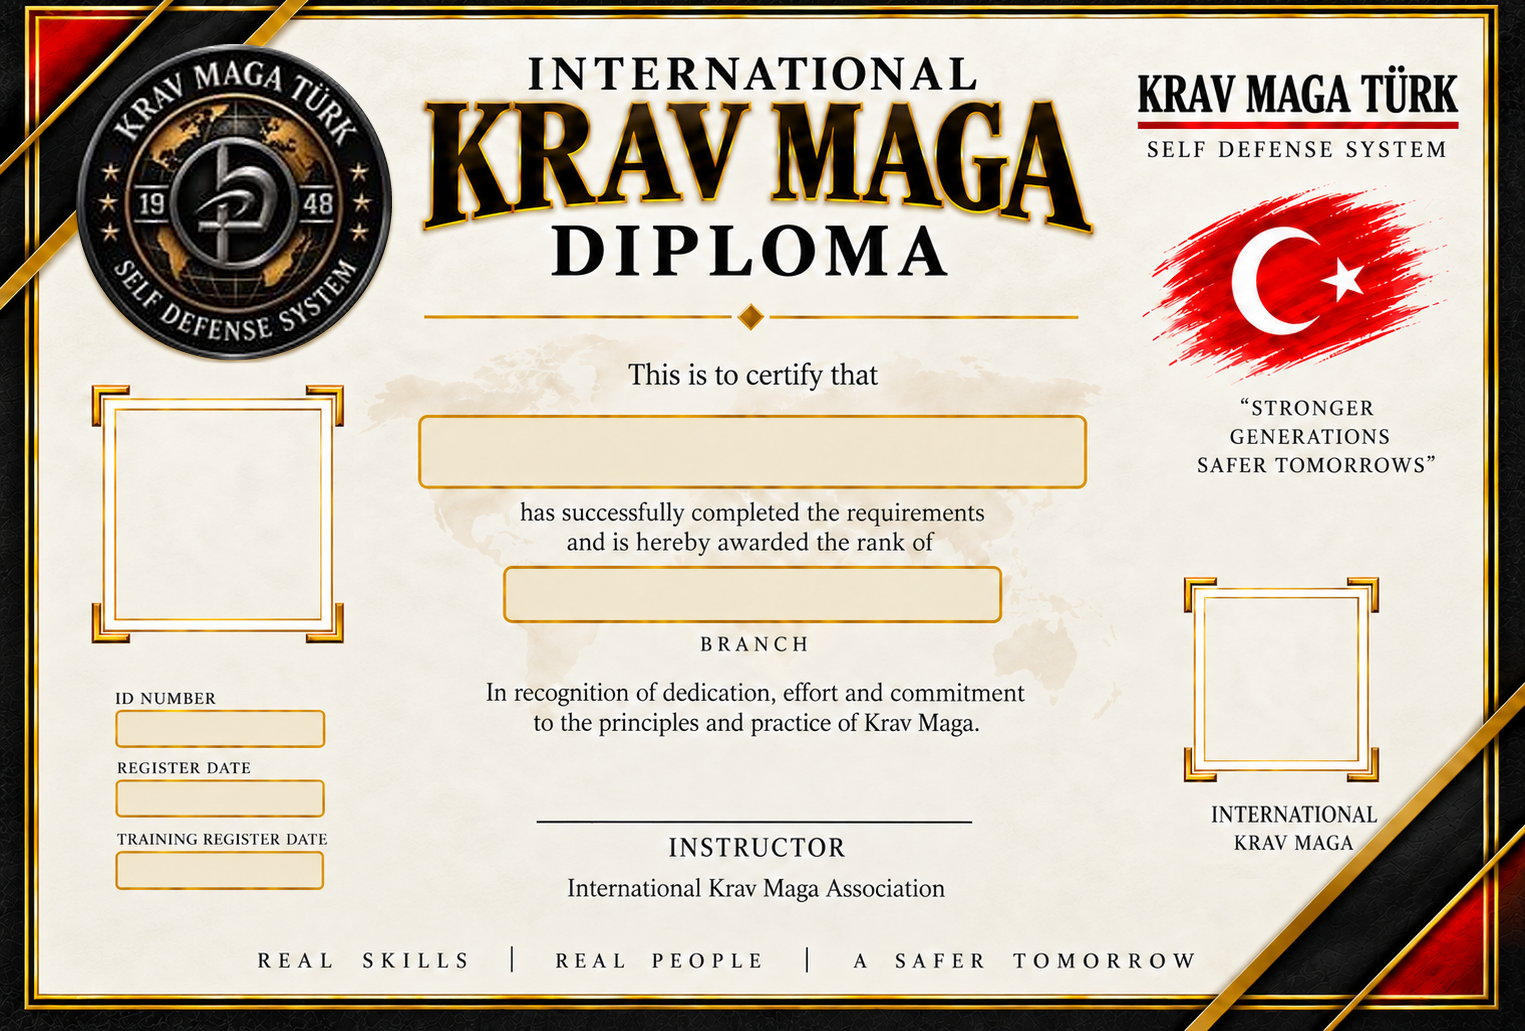 KRAV MAGA TÜRK
19 48
SELF DEFENSE SYSTEM
INTERNATIONAL
KRAV MAGA
DIPLOMA
KRAV MAGA TÜRK
SELF DEFENSE SYSTEM
“STRONGER
GENERATIONS
SAFER TOMORROWS”
This is to certify that
has successfully completed the requirements
and is hereby awarded the rank of
BRANCH
In recognition of dedication, effort and commitment
to the principles and practice of Krav Maga.
ID NUMBER
REGISTER DATE
TRAINING REGISTER DATE
INSTRUCTOR
International Krav Maga Association
INTERNATIONAL
KRAV MAGA
REAL SKILLS | REAL PEOPLE | A SAFER TOMORROW